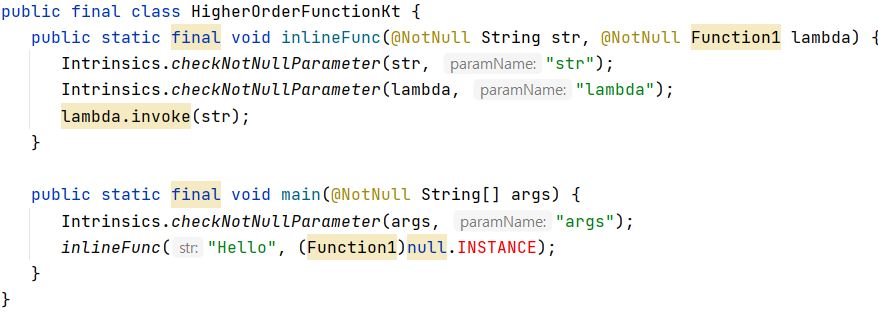 public final class HigherOrderFunctionKt {
public static final void inlineFunc(@NotNull String str, @NotNull Function1 lambda) {
Intrinsics.checkNotNullParameter(str, paramName: "str");
Intrinsics.checkNotNullParameter(lambda, paramName: "lambda");
lambda.invoke(str);
}
public static final void main(@NotNull String[] args) {
Intrinsics.checkNotNullParameter(args, paramName: "args");
inlineFunc( str: "Hello", (Function1)null.INSTANCE);
}
}